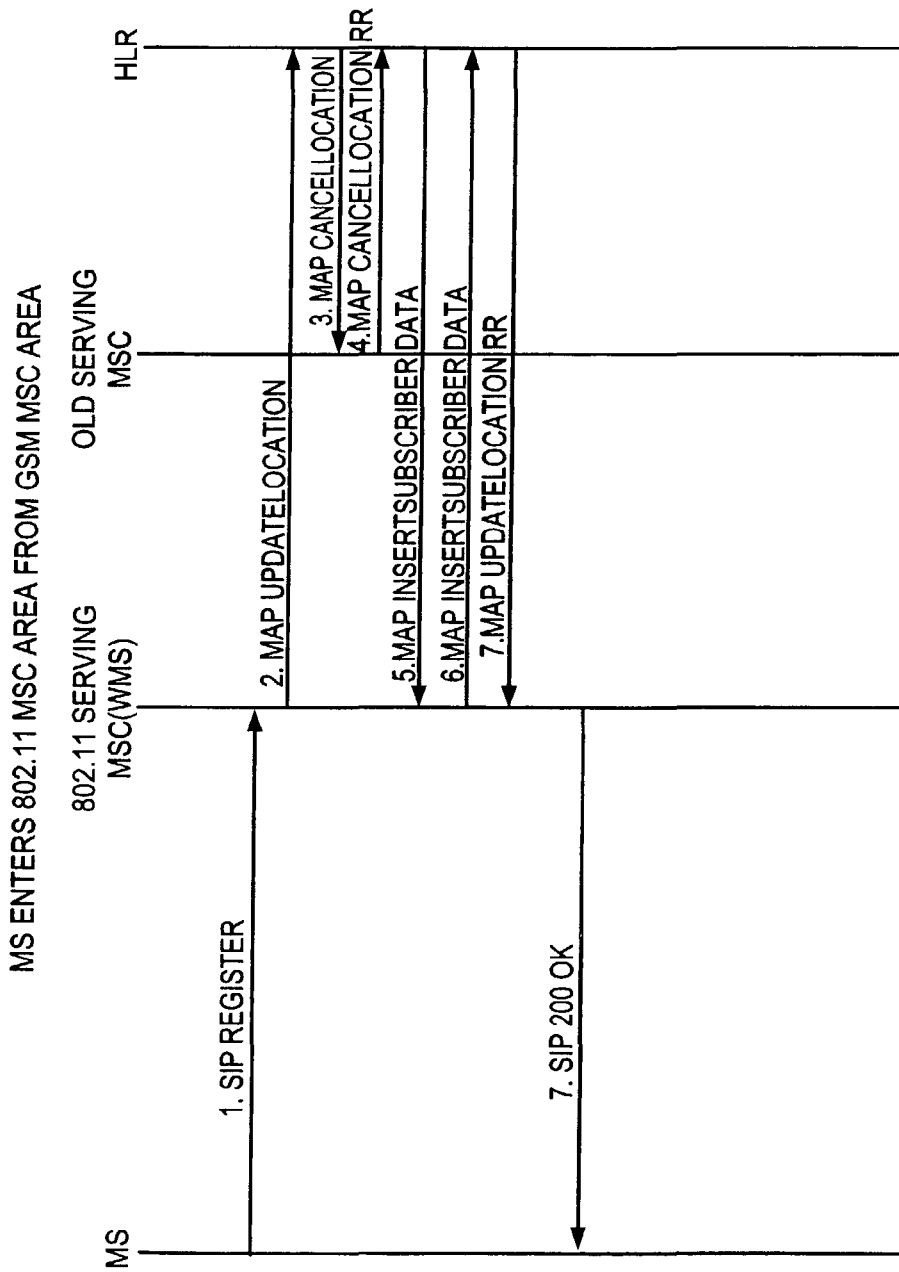 MS ENTERS 802.11 MSC AREA FROM GSM MSC AREA
MS
802.11 SERVING
MSC(WMS)
OLD SERVING
MSC
HLR
1. SIP REGISTER
2. MAP UPDATELOCATION
3. MAP CANCELLOCATION
4.MAP CANCELLOCATION RR
5.MAP INSERTSUBSCRIBER DATA
6.MAP INSERTSUBSCRIBER DATA
7.MAP UPDATELOCATION RR
7. SIP 200 OK